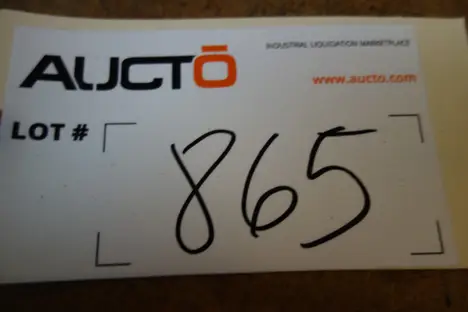 AUCTŌ
INDUSTRIAL LIQUIDATION MARKETPLACE
www.aucto.com
LOT #
865